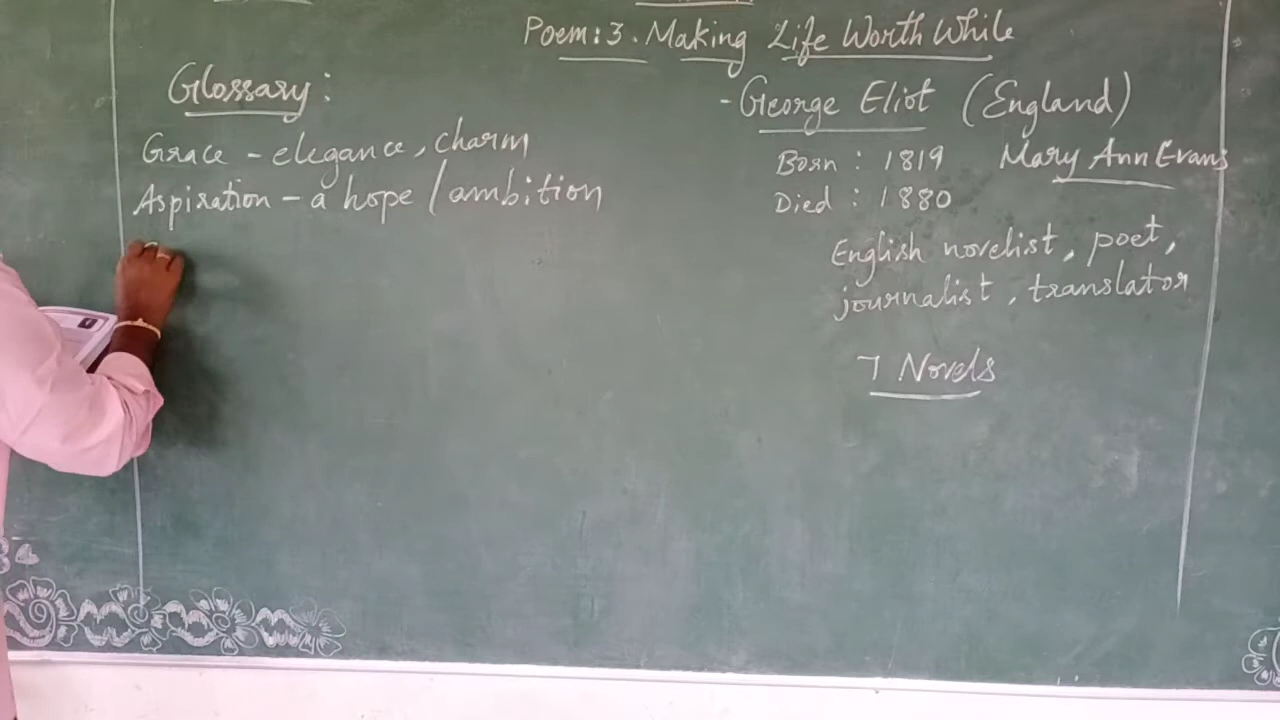 Poem: 3. Making Life Worth While
Glossary:
Grace - elegance, charm
Aspiration - a hope / ambition
- George Eliot (England)
Born : 1819 Mary Ann Evans
Died : 1880
English novelist, poet,
journalist, translator
7 Novels